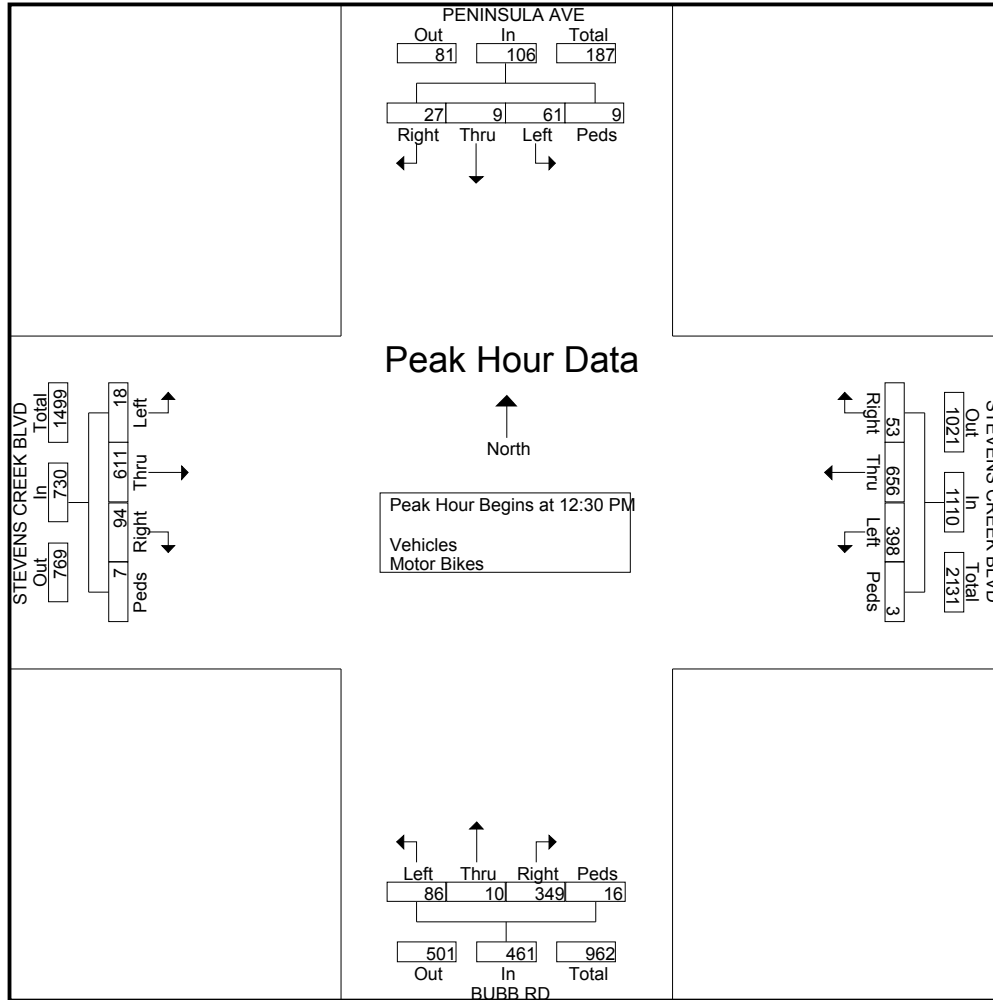 PENINSULA AVE
Out In Total
81 106 187
27 9 61 9
Right Thru Left Peds
Peak Hour Data
North
Peak Hour Begins at 12:30 PM
Vehicles
Motor Bikes
STEVENS CREEK BLVD
Total In Out
1499 730 769
18 611 94 7
Left Thru Right Peds
STEVENS CREEK BLVD
Out In Total
1021 1110 2131
53 656 398 3
Right Thru Left Peds
Left Thru Right Peds
86 10 349 16
501 461 962
Out In Total
BUBB RD